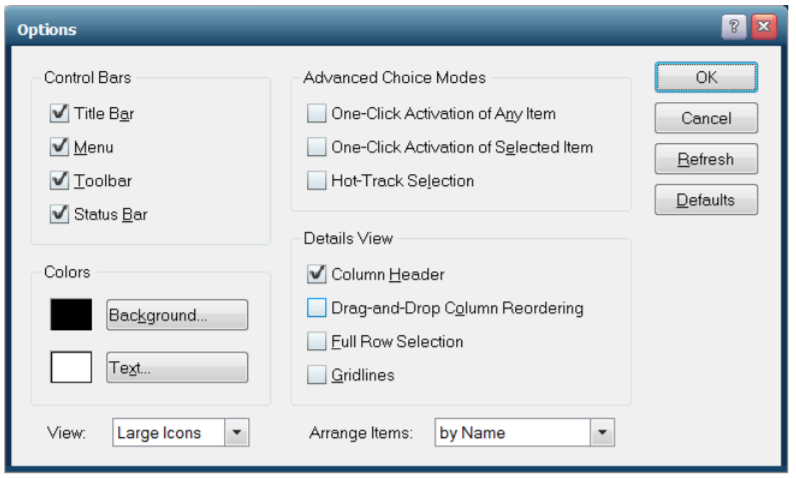 Options
Control Bars
Title Bar
Menu
Toolbar
Status Bar
Colors
Background...
Text...
View: Large Icons
Advanced Choice Modes
One-Click Activation of Any Item
One-Click Activation of Selected Item
Hot-Track Selection
Details View
Column Header
Drag-and-Drop Column Reordering
Full Row Selection
Gridlines
Arrange Items: by Name
OK
Cancel
Refresh
Defaults